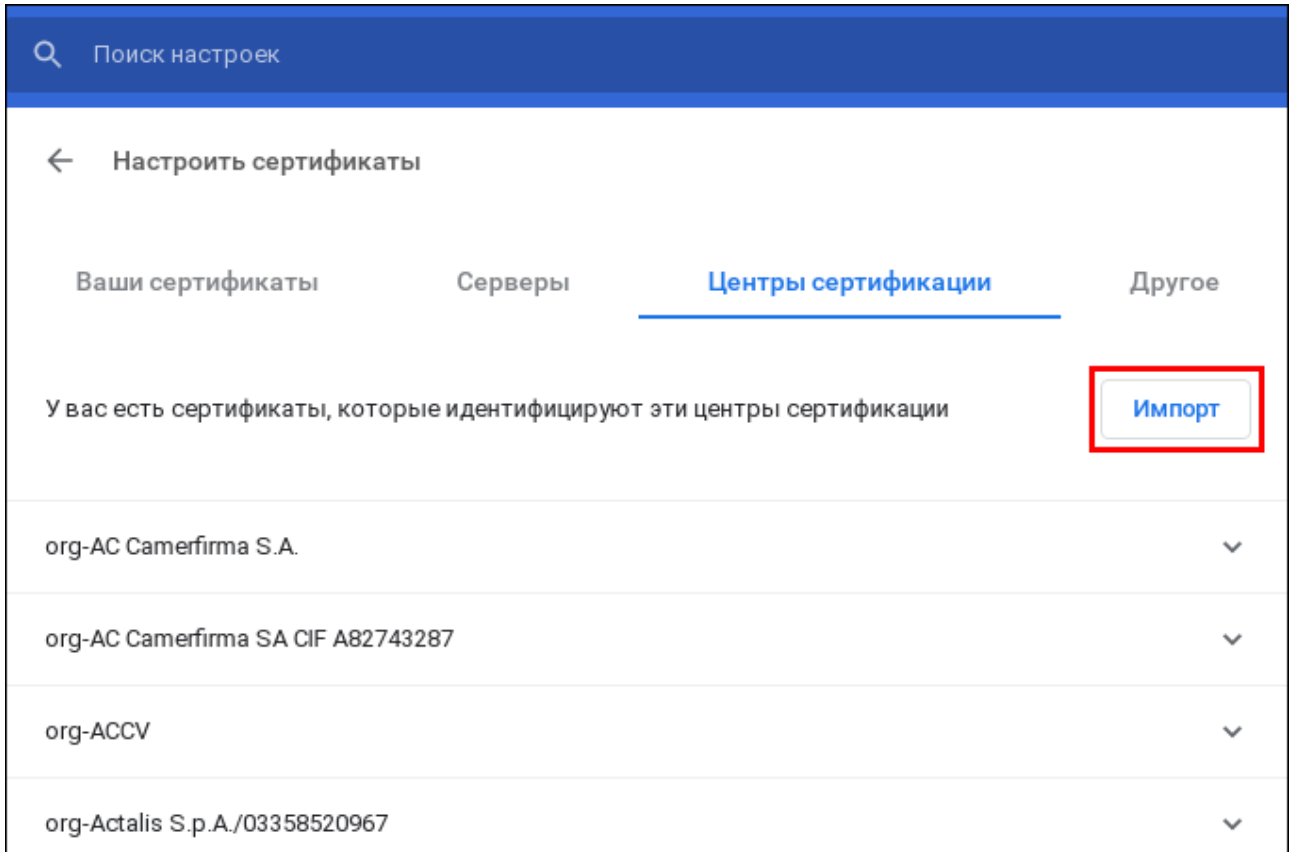 Поиск настроек
Настроить сертификаты
Ваши сертификаты Серверы Центры сертификации Другое
У вас есть сертификаты, которые идентифицируют эти центры сертификации Импорт
org-AC Camerfirma S.A.
org-AC Camerfirma SA CIF A82743287
org-ACCV
org-Actalis S.p.A./03358520967